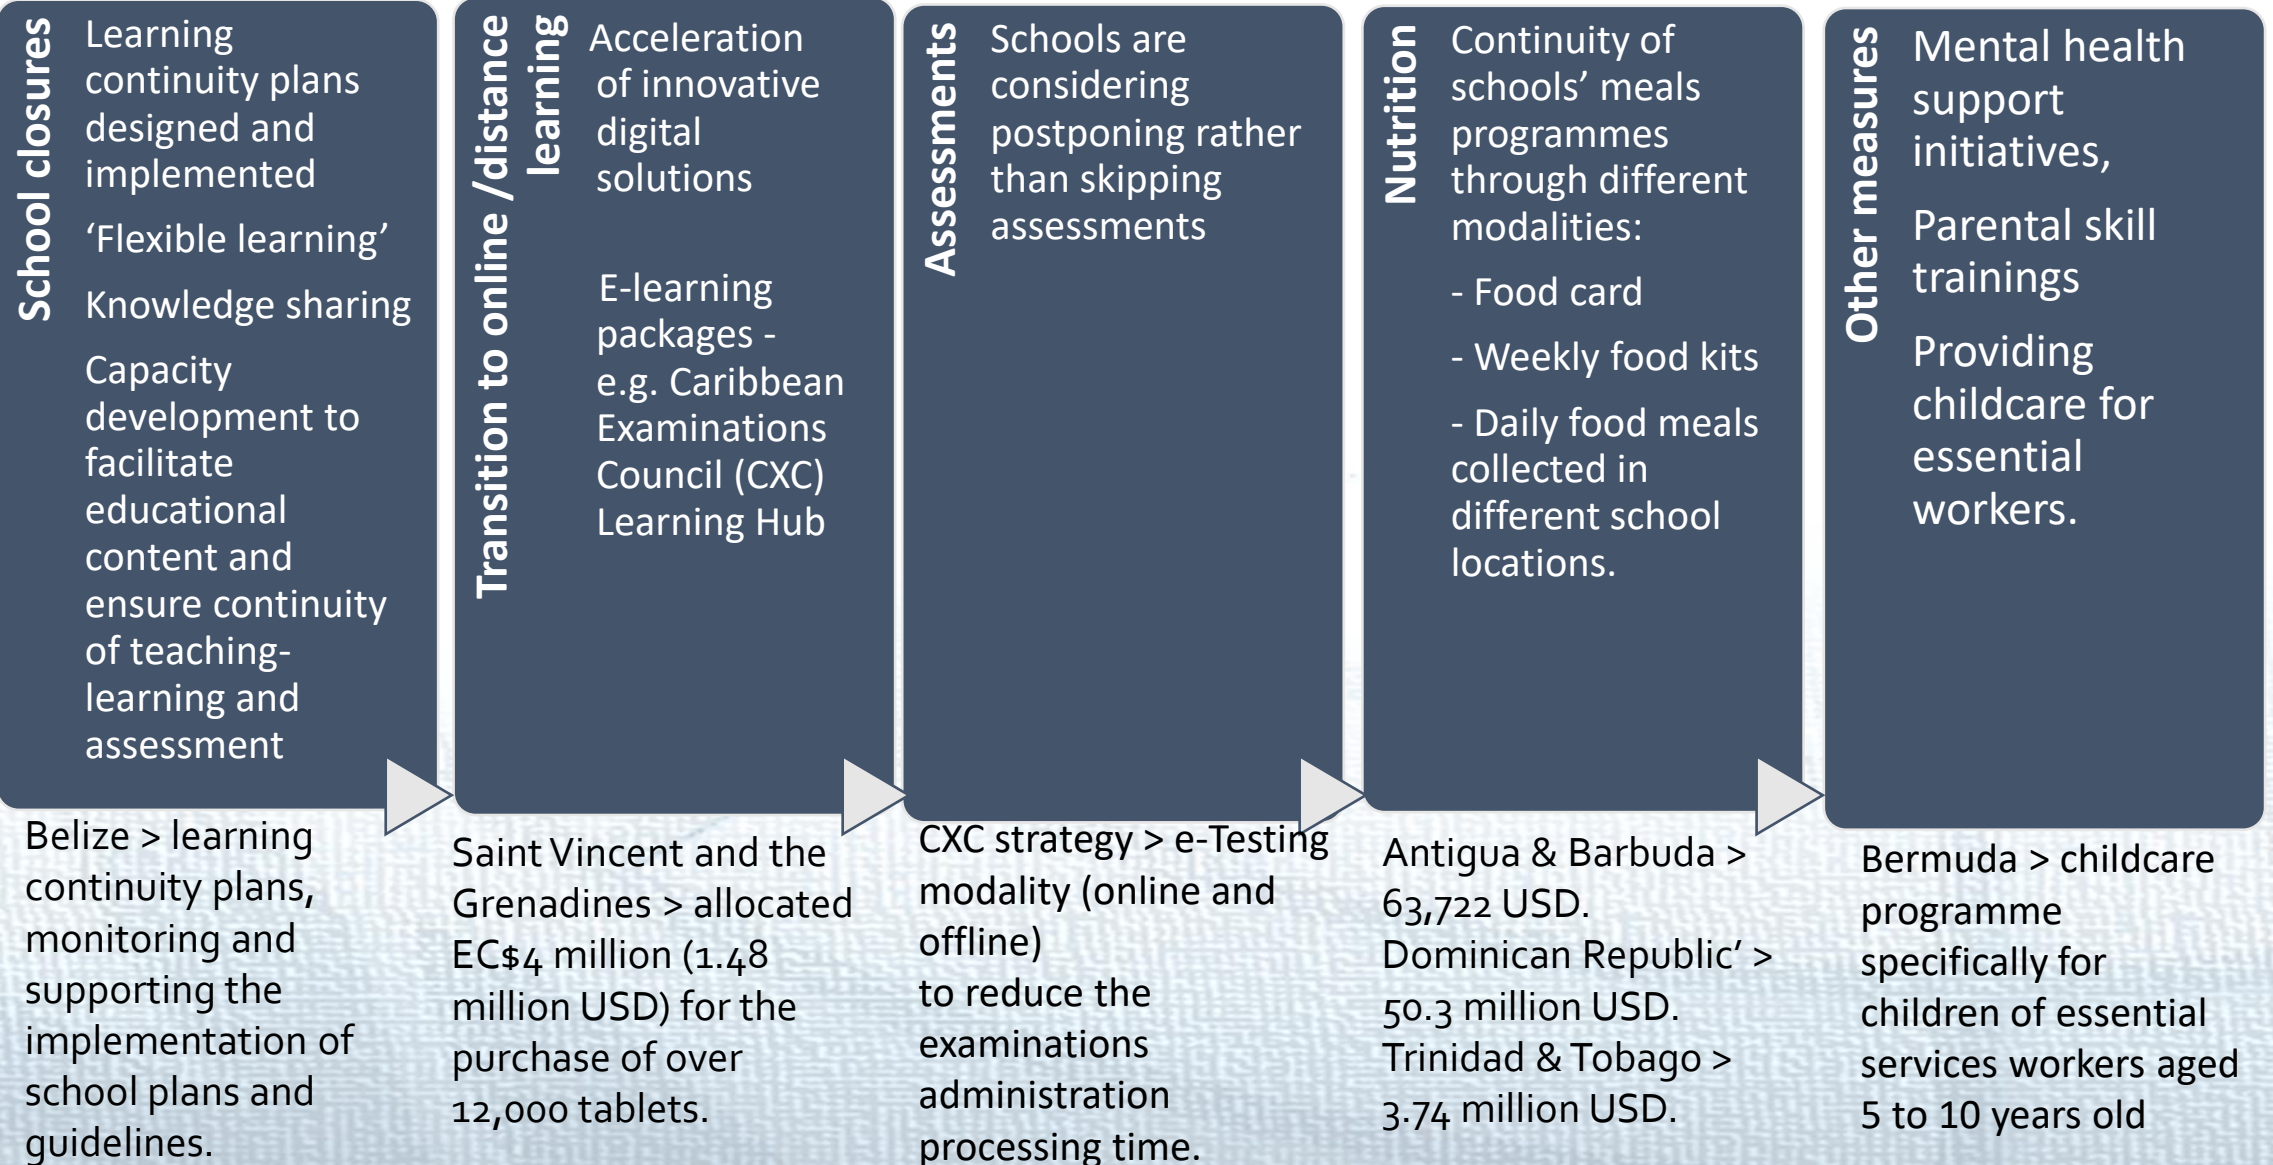 School closures
Learning
continuity plans
designed and
implemented
‘Flexible learning’
Knowledge sharing
Capacity
development to
facilitate
educational
content and
ensure continuity
of teaching-
learning and
assessment
Belize > learning
continuity plans,
monitoring and
supporting the
implementation of
school plans and
guidelines.
Transition to online /distance
learning
Acceleration
of innovative
digital
solutions
E-learning
packages -
e.g. Caribbean
Examinations
Council (CXC)
Learning Hub
Saint Vincent and the
Grenadines > allocated
EC$4 million (1.48
million USD) for the
purchase of over
12,000 tablets.
Assessments
Schools are
considering
postponing rather
than skipping
assessments
CXC strategy > e-Testing
modality (online and
offline)
to reduce the
examinations
administration
processing time.
Nutrition
Continuity of
schools’ meals
programmes
through different
modalities:
- Food card
- Weekly food kits
- Daily food meals
collected in
different school
locations.
Antigua & Barbuda >
63,722 USD.
Dominican Republic’ >
50.3 million USD.
Trinidad & Tobago >
3.74 million USD.
Other measures
Mental health
support
initiatives,
Parental skill
trainings
Providing
childcare for
essential
workers.
Bermuda > childcare
programme
specifically for
children of essential
services workers aged
5 to 10 years old